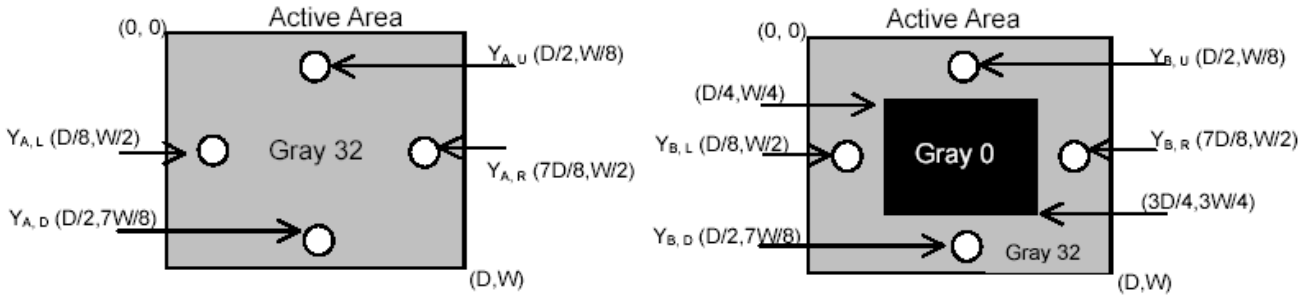 Active Area
(0, 0)
Y_A, U (D/2,W/8)
Y_A, L (D/8,W/2)
Gray 32
Y_A, R (7D/8,W/2)
Y_A, D (D/2,7W/8)
(D,W)
Active Area
(0, 0)
Y_B, U (D/2,W/8)
(D/4,W/4)
Y_B, L (D/8,W/2)
Gray 0
Y_B, R (7D/8,W/2)
(3D/4,3W/4)
Y_B, D (D/2,7W/8)
Gray 32
(D,W)